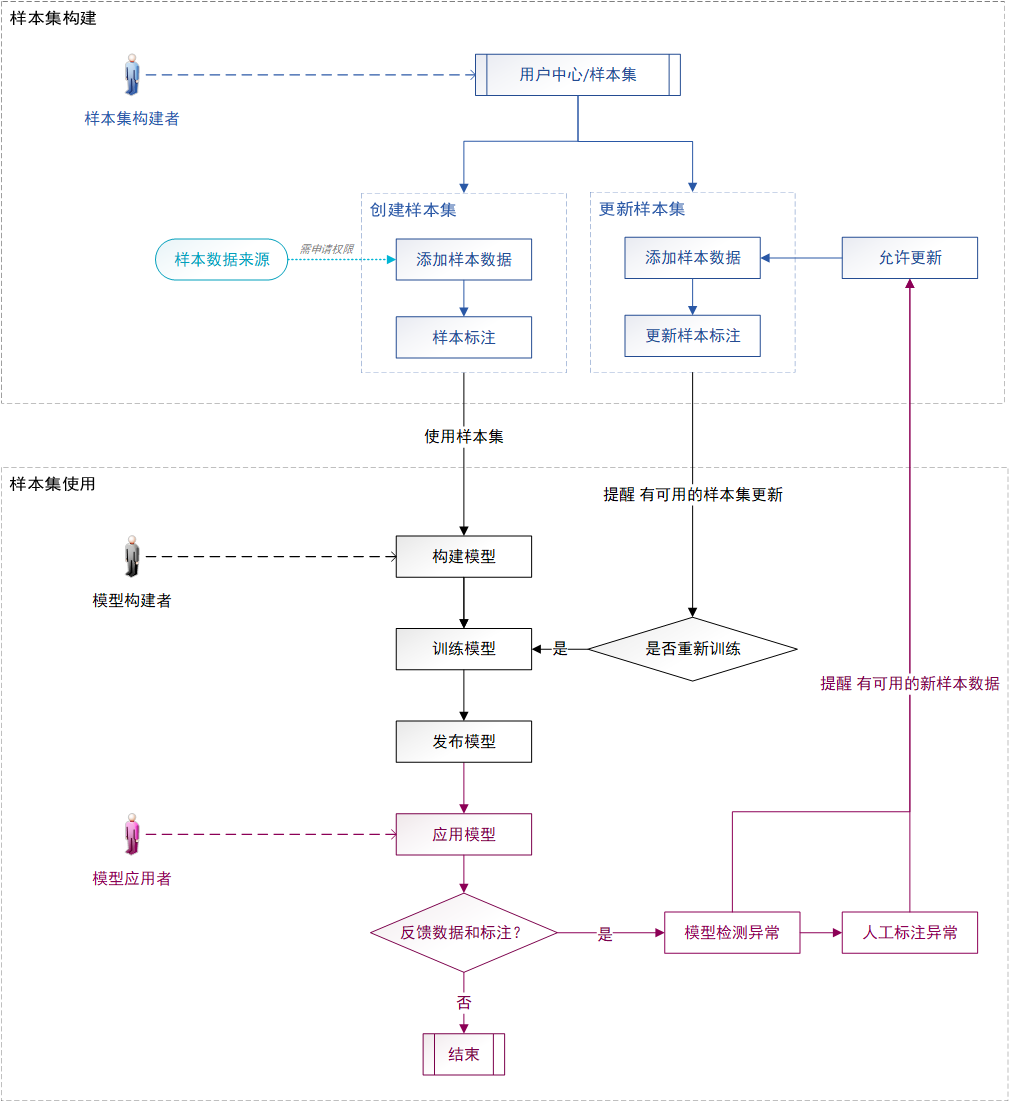 样本集构建
用户中心/样本集
样本集构建者
创建样本集
更新样本集
需申请权限
样本数据来源
添加样本数据
添加样本数据
允许更新
样本标注
更新样本标注
使用样本集
样本集使用
提醒 有可用的样本集更新
构建模型
模型构建者
训练模型
是
是否重新训练
提醒 有可用的新样本数据
发布模型
应用模型
模型应用者
反馈数据和标注?
是
模型检测异常
人工标注异常
否
结束